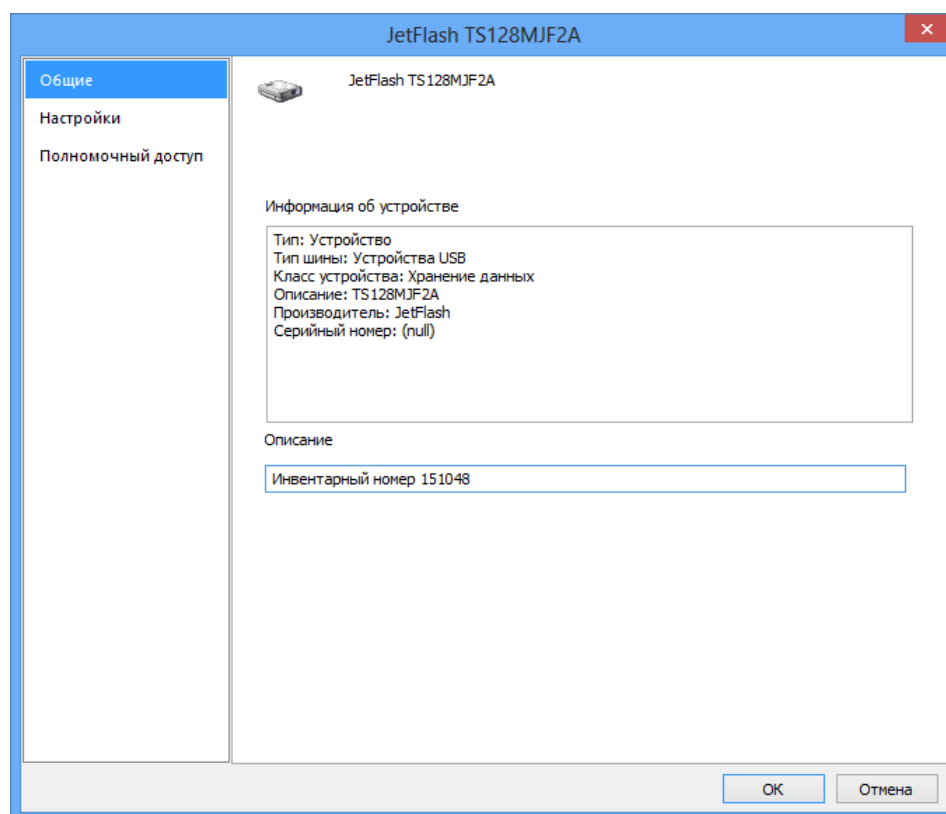 JetFlash TS128MJF2A
Общие
Настройки
Полномочный доступ
JetFlash TS128MJF2A
Информация об устройстве
Тип: Устройство
Тип шины: Устройства USB
Класс устройства: Хранение данных
Описание: TS128MJF2A
Производитель: JetFlash
Серийный номер: (null)
Описание
Инвентарный номер 151048
ОК
Отмена